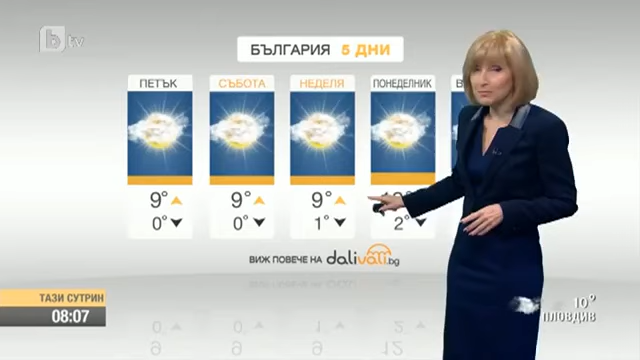 btv
БЪЛГАРИЯ 5 ДНИ
ПЕТЪК СЪБОТА НЕДЕЛЯ ПОНЕДЕЛНИК В
9° 9° 9°
0° 0° 1° 2°
ВИЖ ПОВЕЧЕ НА dalivali.bg
ТАЗИ СУТРИН
08:07
10°
ПЛОВДИВ